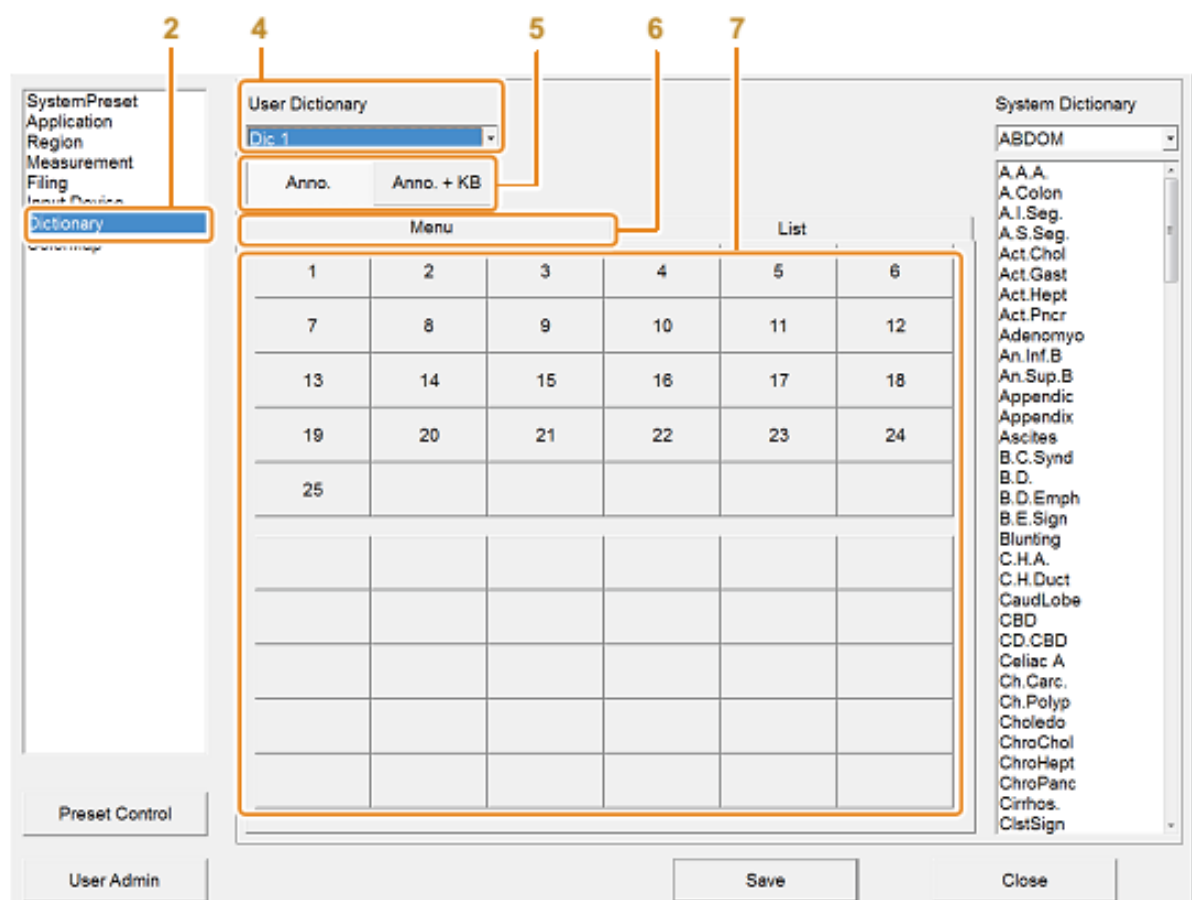 2 4 5 6 7
SystemPreset
Application
Region
Measurement
Filing
Input Device
Dictionary
Preset Control
User Admin
User Dictionary
Dic 1
Anno. Anno. + KB
Menu List
1 2 3 4 5 6
7 8 9 10 11 12
13 14 15 16 17 18
19 20 21 22 23 24
25
System Dictionary
ABDOM
A.A.A.
A.Colon
A.I.Seg.
A.S.Seg.
Act.Chol
Act.Gast
Act.Hept
Act.Pncr
Adenomyo
An.Inf.B
An.Sup.B
Appendic
Appendix
Ascites
B.C.Synd
B.D.
B.D.Emph
B.E.Sign
Blunting
C.H.A.
C.H.Duct
CaudLobe
CBD
CD.CBD
Celiac A
Ch.Carc.
Ch.Polyp
Choledo
ChroChol
ChroHept
ChroPanc
Cirrhos.
ClstSign
Save Close